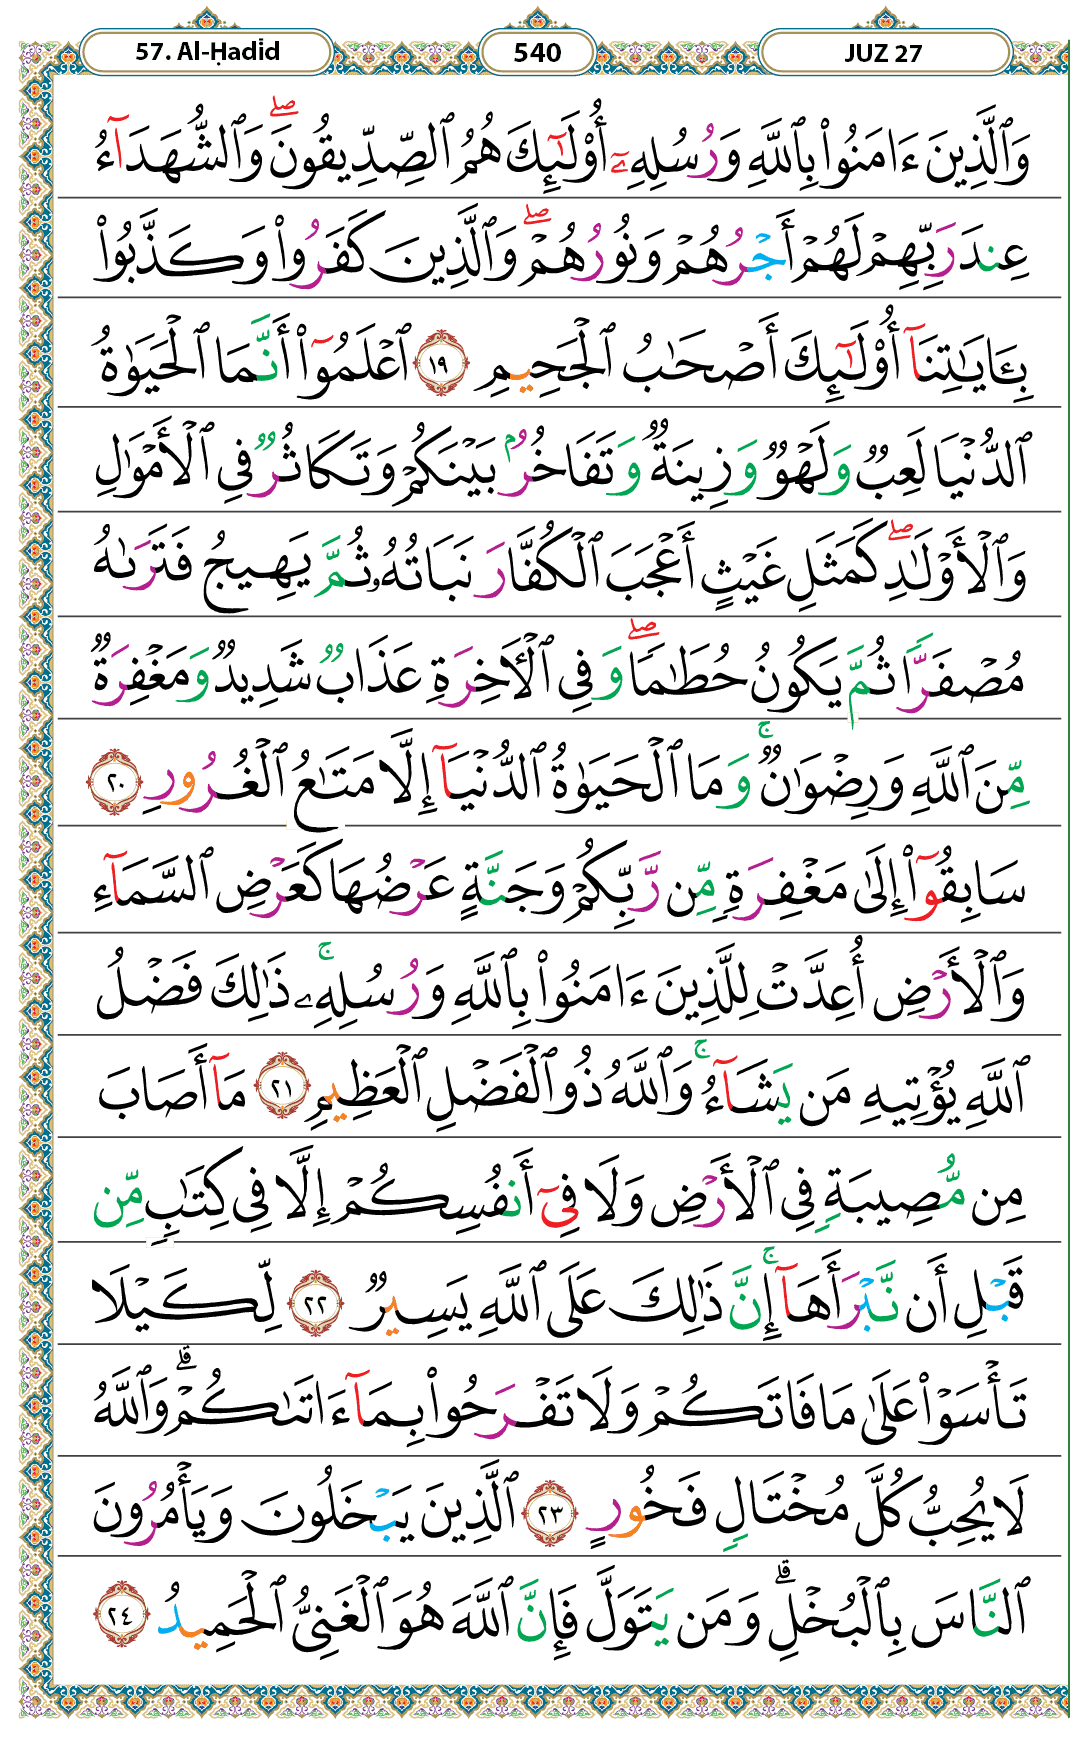 57. Al-Ḥadīd 540 JUZ 27
وَٱلَّذِينَ ءَامَنُوا۟ بِٱللَّهِ وَرُسُلِهِۦٓ أُو۟لَـٰٓئِكَ هُمُ ٱلصِّدِّيقُونَ ۖ وَٱلشُّهَدَآءُ
عِندَ رَبِّهِمْ لَهُمْ أَجْرُهُمْ وَنُورُهُمْ ۖ وَٱلَّذِينَ كَفَرُوا۟ وَكَذَّبُوا۟
بِـَٔايَـٰتِنَآ أُو۟لَـٰٓئِكَ أَصْحَـٰبُ ٱلْجَحِيمِ ١٩ ٱعْلَمُوٓا۟ أَنَّمَا ٱلْحَيَوٰةُ
ٱلدُّنْيَا لَعِبٌ وَلَهْوٌ وَزِينَةٌ وَتَفَاخُرٌۢ بَيْنَكُمْ وَتَكَاثُرٌ فِى ٱلْأَمْوَٰلِ
وَٱلْأَوْلَـٰدِ ۖ كَمَثَلِ غَيْثٍ أَعْجَبَ ٱلْكُفَّارَ نَبَاتُهُۥ ثُمَّ يَهِيجُ فَتَرَىٰهُ
مُصْفَرًّا ثُمَّ يَكُونُ حُطَـٰمًا ۖ وَفِى ٱلْـَٔاخِرَةِ عَذَابٌ شَدِيدٌ وَمَغْفِرَةٌ
مِّنَ ٱللَّهِ وَرِضْوَٰنٌ ۚ وَمَا ٱلْحَيَوٰةُ ٱلدُّنْيَآ إِلَّا مَتَـٰعُ ٱلْغُرُورِ ٢٠
سَابِقُوٓا۟ إِلَىٰ مَغْفِرَةٍ مِّن رَّبِّكُمْ وَجَنَّةٍ عَرْضُهَا كَعَرْضِ ٱلسَّمَآءِ
وَٱلْأَرْضِ أُعِدَّتْ لِلَّذِينَ ءَامَنُوا۟ بِٱللَّهِ وَرُسُلِهِۦ ۚ ذَٰلِكَ فَضْلُ
ٱللَّهِ يُؤْتِيهِ مَن يَشَآءُ ۚ وَٱللَّهُ ذُو ٱلْفَضْلِ ٱلْعَظِيمِ ٢١ مَآ أَصَابَ
مِن مُّصِيبَةٍ فِى ٱلْأَرْضِ وَلَا فِىٓ أَنفُسِكُمْ إِلَّا فِى كِتَـٰبٍ مِّن
قَبْلِ أَن نَّبْرَأَهَآ ۚ إِنَّ ذَٰلِكَ عَلَى ٱللَّهِ يَسِيرٌ ٢٢ لِّكَيْلَا
تَأْسَوْا۟ عَلَىٰ مَا فَاتَكُمْ وَلَا تَفْرَحُوا۟ بِمَآ ءَاتَىٰكُمْ ۗ وَٱللَّهُ
لَا يُحِبُّ كُلَّ مُخْتَالٍ فَخُورٍ ٢٣ ٱلَّذِينَ يَبْخَلُونَ وَيَأْمُرُونَ
ٱلنَّاسَ بِٱلْبُخْلِ ۗ وَمَن يَتَوَلَّ فَإِنَّ ٱللَّهَ هُوَ ٱلْغَنِىُّ ٱلْحَمِيدُ ٢٤